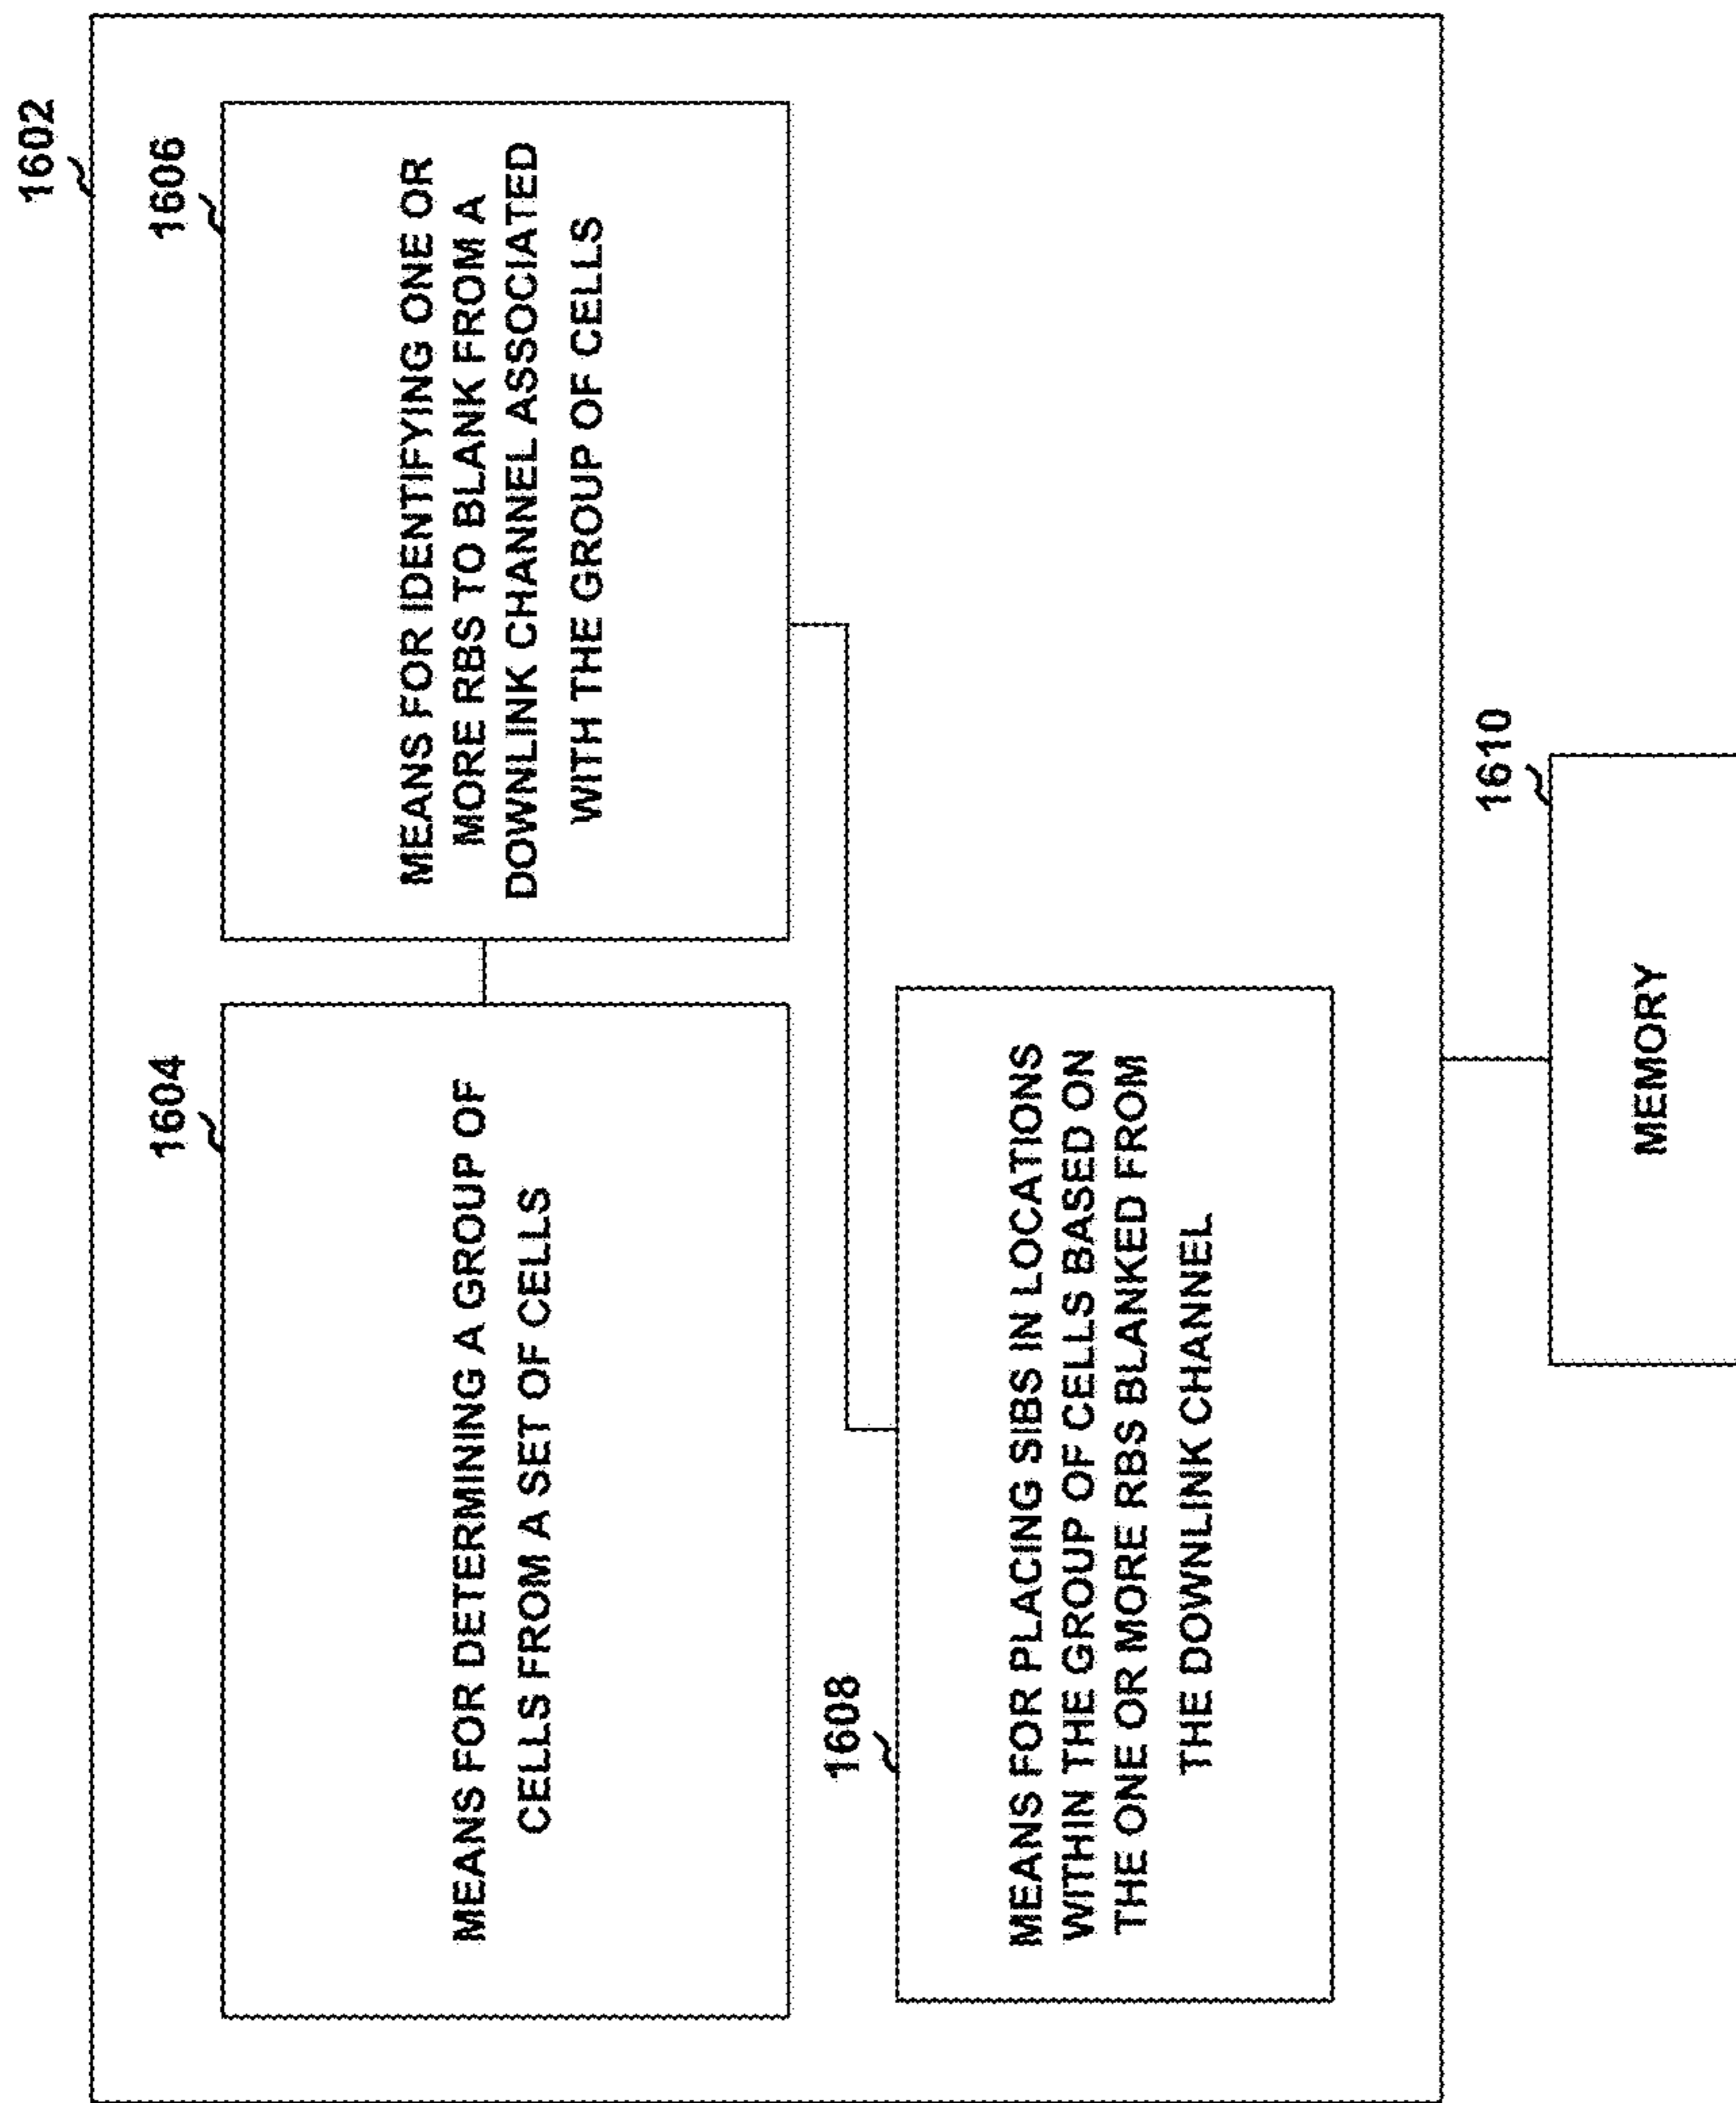 1602
1604
MEANS FOR DETERMINING A GROUP OF
CELLS FROM A SET OF CELLS
1606
MEANS FOR IDENTIFYING ONE OR
MORE RBS TO BLANK FROM A
DOWNLINK CHANNEL ASSOCIATED
WITH THE GROUP OF CELLS
1608
MEANS FOR PLACING SIBS IN LOCATIONS
WITHIN THE GROUP OF CELLS BASED ON
THE ONE OR MORE RBS BLANKED FROM
THE DOWNLINK CHANNEL
1610
MEMORY